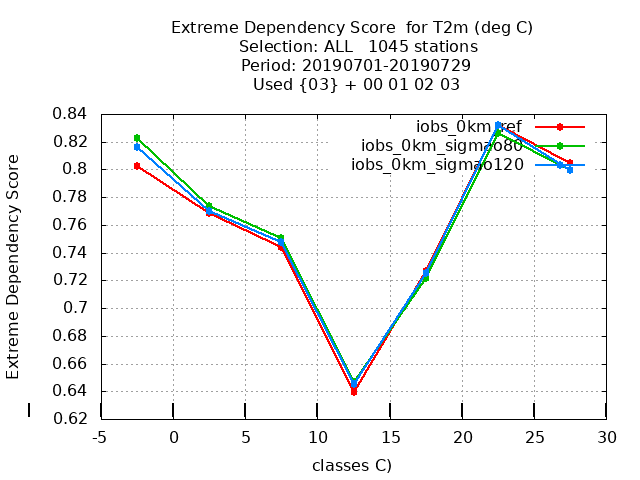 Extreme Dependency Score  for T2m (deg C)
Selection: ALL   1045 stations
Period: 20190701-20190729
Used {03} + 00 01 02 03
iobs_0km_ref
iobs_0km_sigmao80
iobs_0km_sigmao120
Extreme Dependency Score
0.84
0.82
0.8
0.78
0.76
0.74
0.72
0.7
0.68
0.66
0.64
0.62
-5 0 5 10 15 20 25 30
classes C)